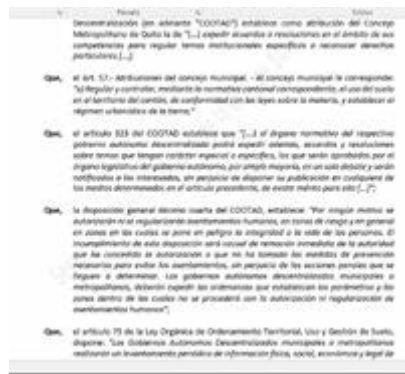 Descentralización (en adelante "COOTAD") establece como atribución del Concejo
Metropolitano de Quito la de "[...] expedir acuerdos o resoluciones en el ámbito de sus
competencias para regular temas institucionales específicos o reconocer derechos
particulares [...]
Que, el Art. 57.- Atribuciones del concejo municipal. - Al concejo municipal le corresponde:
"x) Regular y controlar, mediante la normativa cantonal correspondiente, el uso del suelo
en el territorio del cantón, de conformidad con las leyes sobre la materia, y establecer el
régimen urbanístico de la tierra;"
Que, el artículo 323 del COOTAD establece que "[...] el órgano normativo del respectivo
gobierno autónomo descentralizado podrá expedir además, acuerdos y resoluciones
sobre temas que tengan carácter especial o específico, los que serán aprobados por el
órgano legislativo del gobierno autónomo, por simple mayoría, en un solo debate y serán
notificados a los interesados, sin perjuicio de disponer su publicación en cualquiera de
los medios determinados en el artículo precedente, de existir mérito para ello [...]";
Que, la disposición general décimo cuarta del COOTAD, establece: "Por ningún motivo se
autorizarán ni se regularizarán asentamientos humanos, en zonas de riesgo y en general
en zonas en las cuales se pone en peligro la integridad o la vida de las personas. El
incumplimiento de esta disposición será causal de remoción inmediata de la autoridad
que ha concedido la autorización o que no ha tomado las medidas de prevención
necesarias para evitar los asentamientos, sin perjuicio de las acciones penales que se
lleguen a determinar. Los gobiernos autónomos descentralizados municipales o
metropolitanos, deberán expedir las ordenanzas que establezcan los parámetros y las
zonas dentro de las cuales no se procederá con la autorización ni regularización de
asentamientos humanos";
Que, el artículo 75 de la Ley Orgánica de Ordenamiento Territorial, Uso y Gestión de Suelo,
dispone: "Los Gobiernos Autónomos Descentralizados municipales o metropolitanos
realizarán un levantamiento periódico de información física, social, económica y legal de